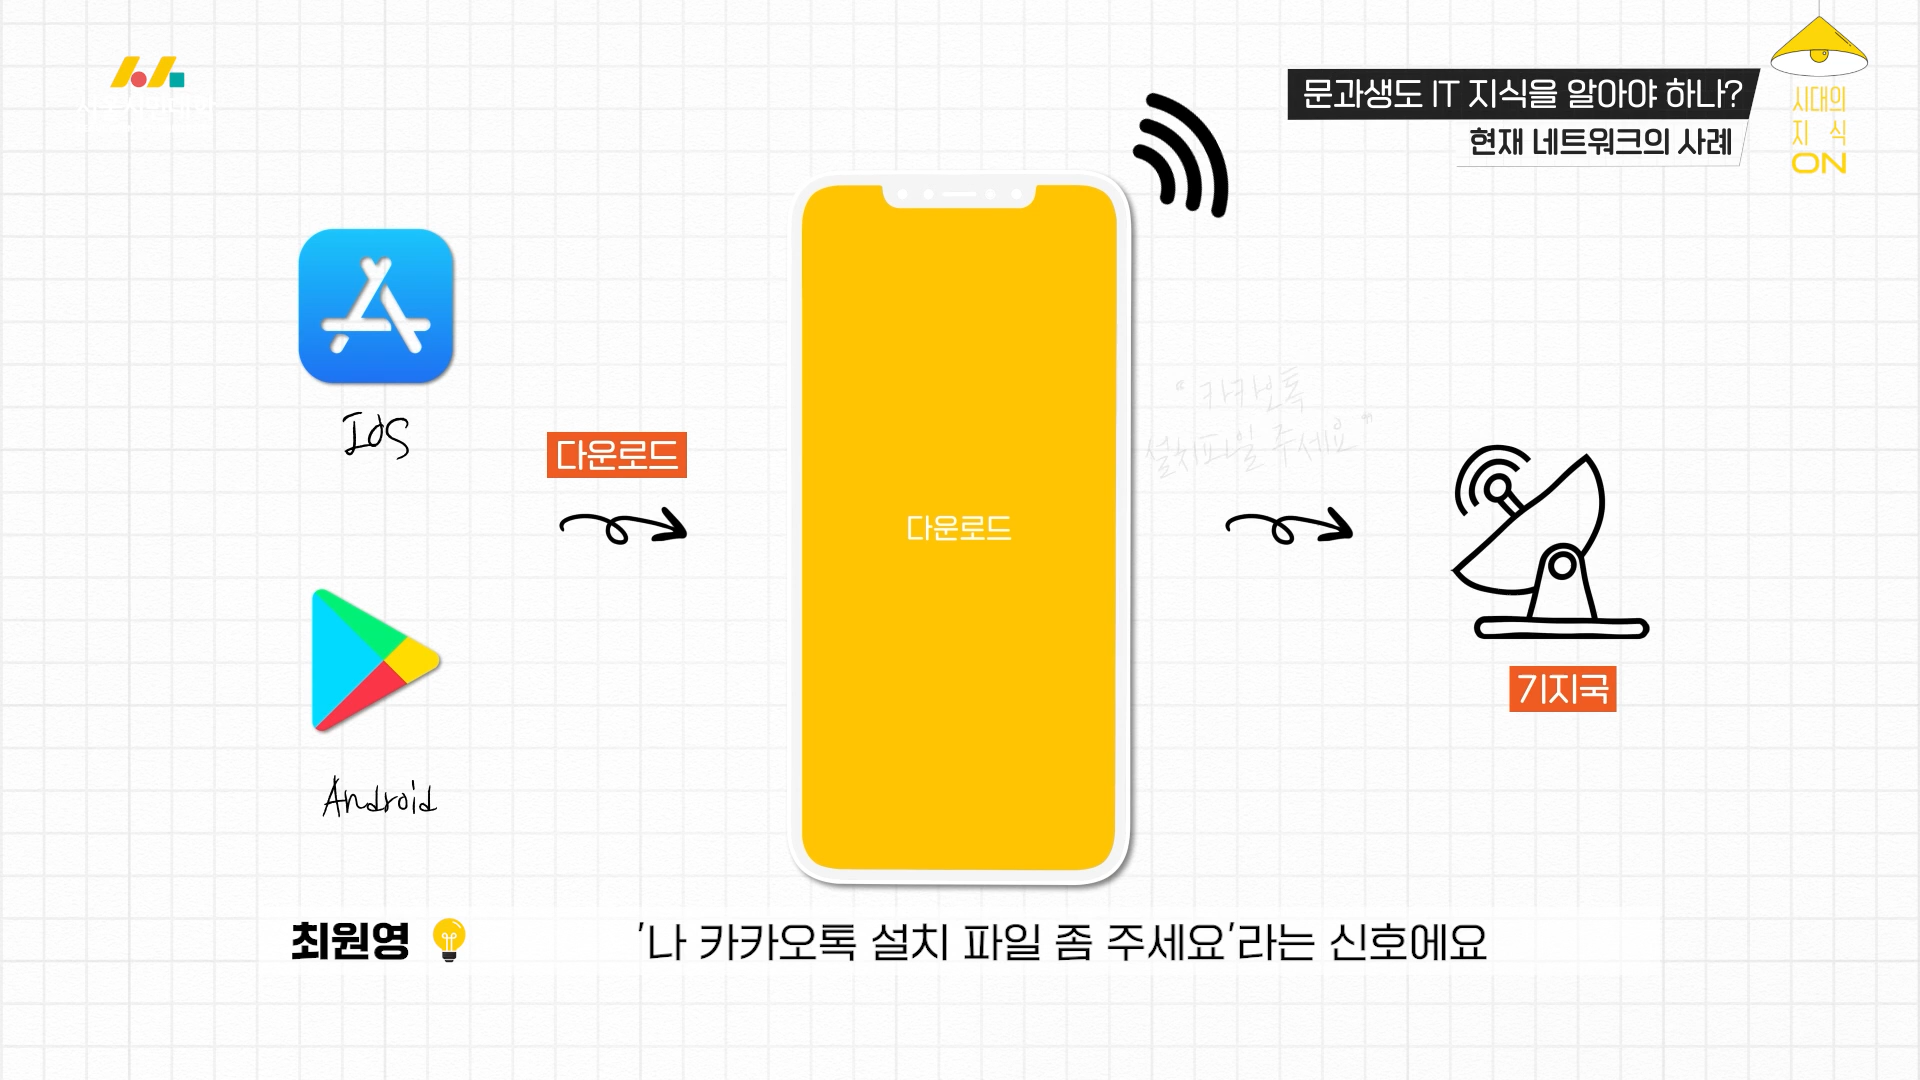 문과생도 IT 지식을 알아야 하나?
현재 네트워크의 사례
시대의
지 식
ON
IOS
다운로드
"카카오톡
설치파일 주세요"
다운로드
기지국
Android
최원영
'나 카카오톡 설치 파일 좀 주세요'라는 신호에요